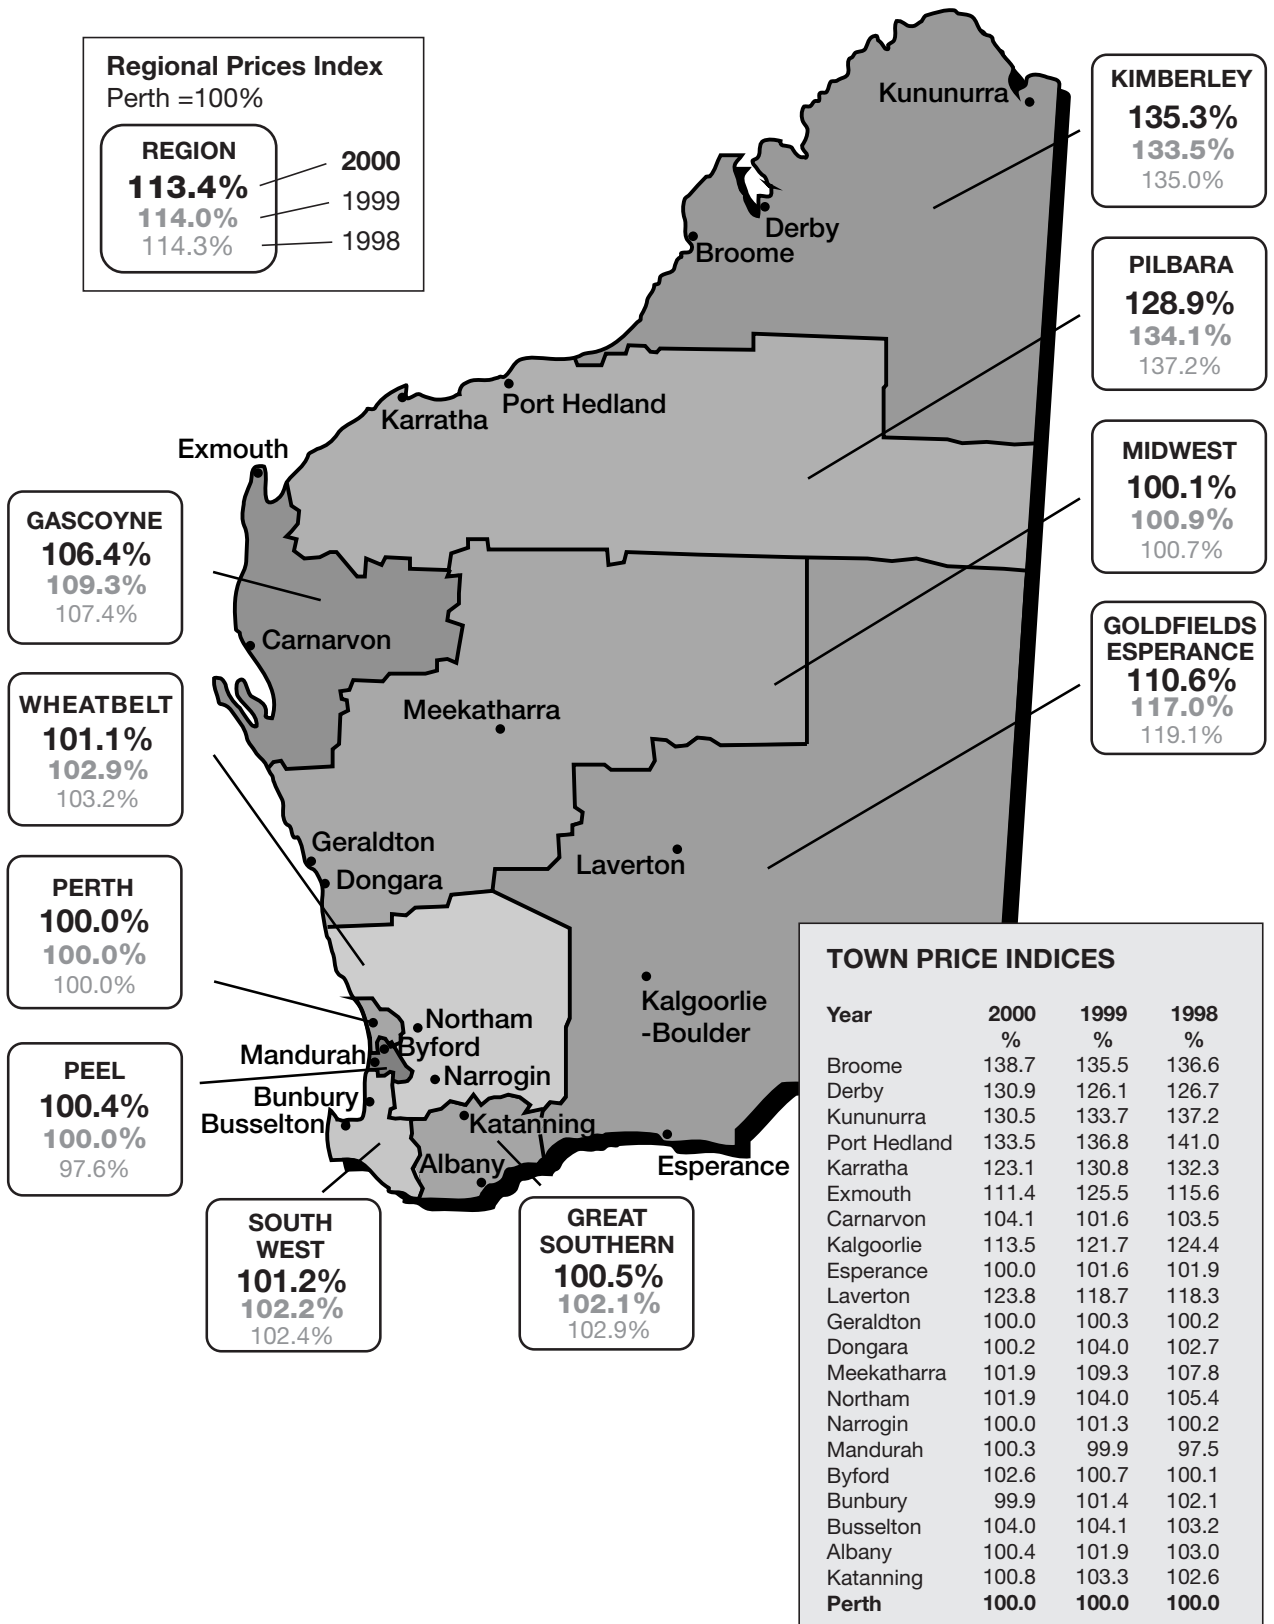 Regional Prices Index
Perth =100%
REGION
113.4%
114.0%
114.3%
2000
1999
1998
Kununurra
Derby
Broome
Port Hedland
Karratha
Exmouth
Carnarvon
Meekatharra
Geraldton
Dongara
Laverton
Kalgoorlie
-Boulder
Northam
Byford
Mandurah
Narrogin
Bunbury
Busselton
Katanning
Albany
Esperance
KIMBERLEY
135.3%
133.5%
135.0%
PILBARA
128.9%
134.1%
137.2%
MIDWEST
100.1%
100.9%
100.7%
GOLDFIELDS
ESPERANCE
110.6%
117.0%
119.1%
GASCOYNE
106.4%
109.3%
107.4%
WHEATBELT
101.1%
102.9%
103.2%
PERTH
100.0%
100.0%
100.0%
PEEL
100.4%
100.0%
97.6%
SOUTH
WEST
101.2%
102.2%
102.4%
GREAT
SOUTHERN
100.5%
102.1%
102.9%
TOWN PRICE INDICES
Year 2000 1999 1998
% % %
Broome 138.7 135.5 136.6
Derby 130.9 126.1 126.7
Kununurra 130.5 133.7 137.2
Port Hedland 133.5 136.8 141.0
Karratha 123.1 130.8 132.3
Exmouth 111.4 125.5 115.6
Carnarvon 104.1 101.6 103.5
Kalgoorlie 113.5 121.7 124.4
Esperance 100.0 101.6 101.9
Laverton 123.8 118.7 118.3
Geraldton 100.0 100.3 100.2
Dongara 100.2 104.0 102.7
Meekatharra 101.9 109.3 107.8
Northam 101.9 104.0 105.4
Narrogin 100.0 101.3 100.2
Mandurah 100.3 99.9 97.5
Byford 102.6 100.7 100.1
Bunbury 99.9 101.4 102.1
Busselton 104.0 104.1 103.2
Albany 100.4 101.9 103.0
Katanning 100.8 103.3 102.6
Perth 100.0 100.0 100.0